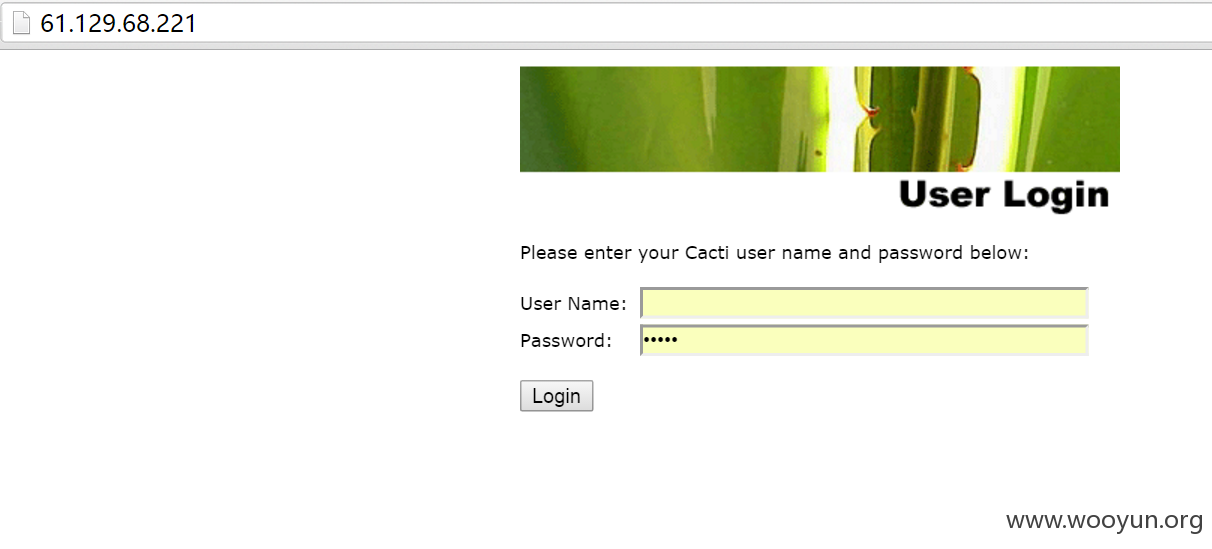 61.129.68.221
User Login
Please enter your Cacti user name and password below:
User Name:
Password: •••••
Login
www.wooyun.org